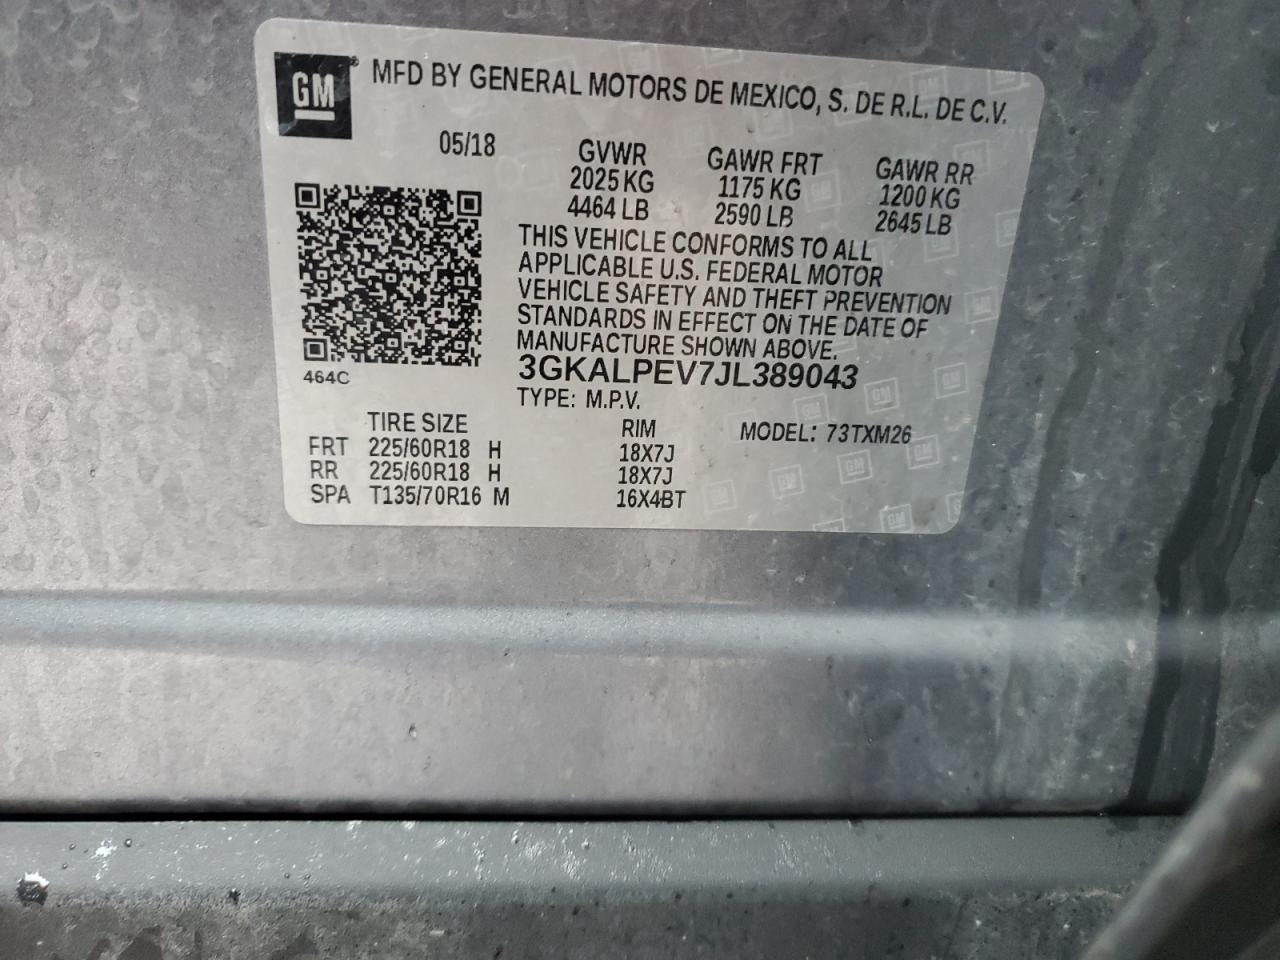 GM
MFD BY GENERAL MOTORS DE MEXICO, S. DE R.L. DE C.V.
05/18 GVWR GAWR FRT GAWR RR
2025 KG 1175 KG 1200 KG
4464 LB 2590 LB 2645 LB
THIS VEHICLE CONFORMS TO ALL
APPLICABLE U.S. FEDERAL MOTOR
VEHICLE SAFETY AND THEFT PREVENTION
STANDARDS IN EFFECT ON THE DATE OF
MANUFACTURE SHOWN ABOVE.
464C
3GKALPEV7JL389043
TYPE: M.P.V.
TIRE SIZE RIM MODEL: 73TXM26
FRT 225/60R18 H 18X7J
RR 225/60R18 H 18X7J
SPA T135/70R16 M 16X4BT